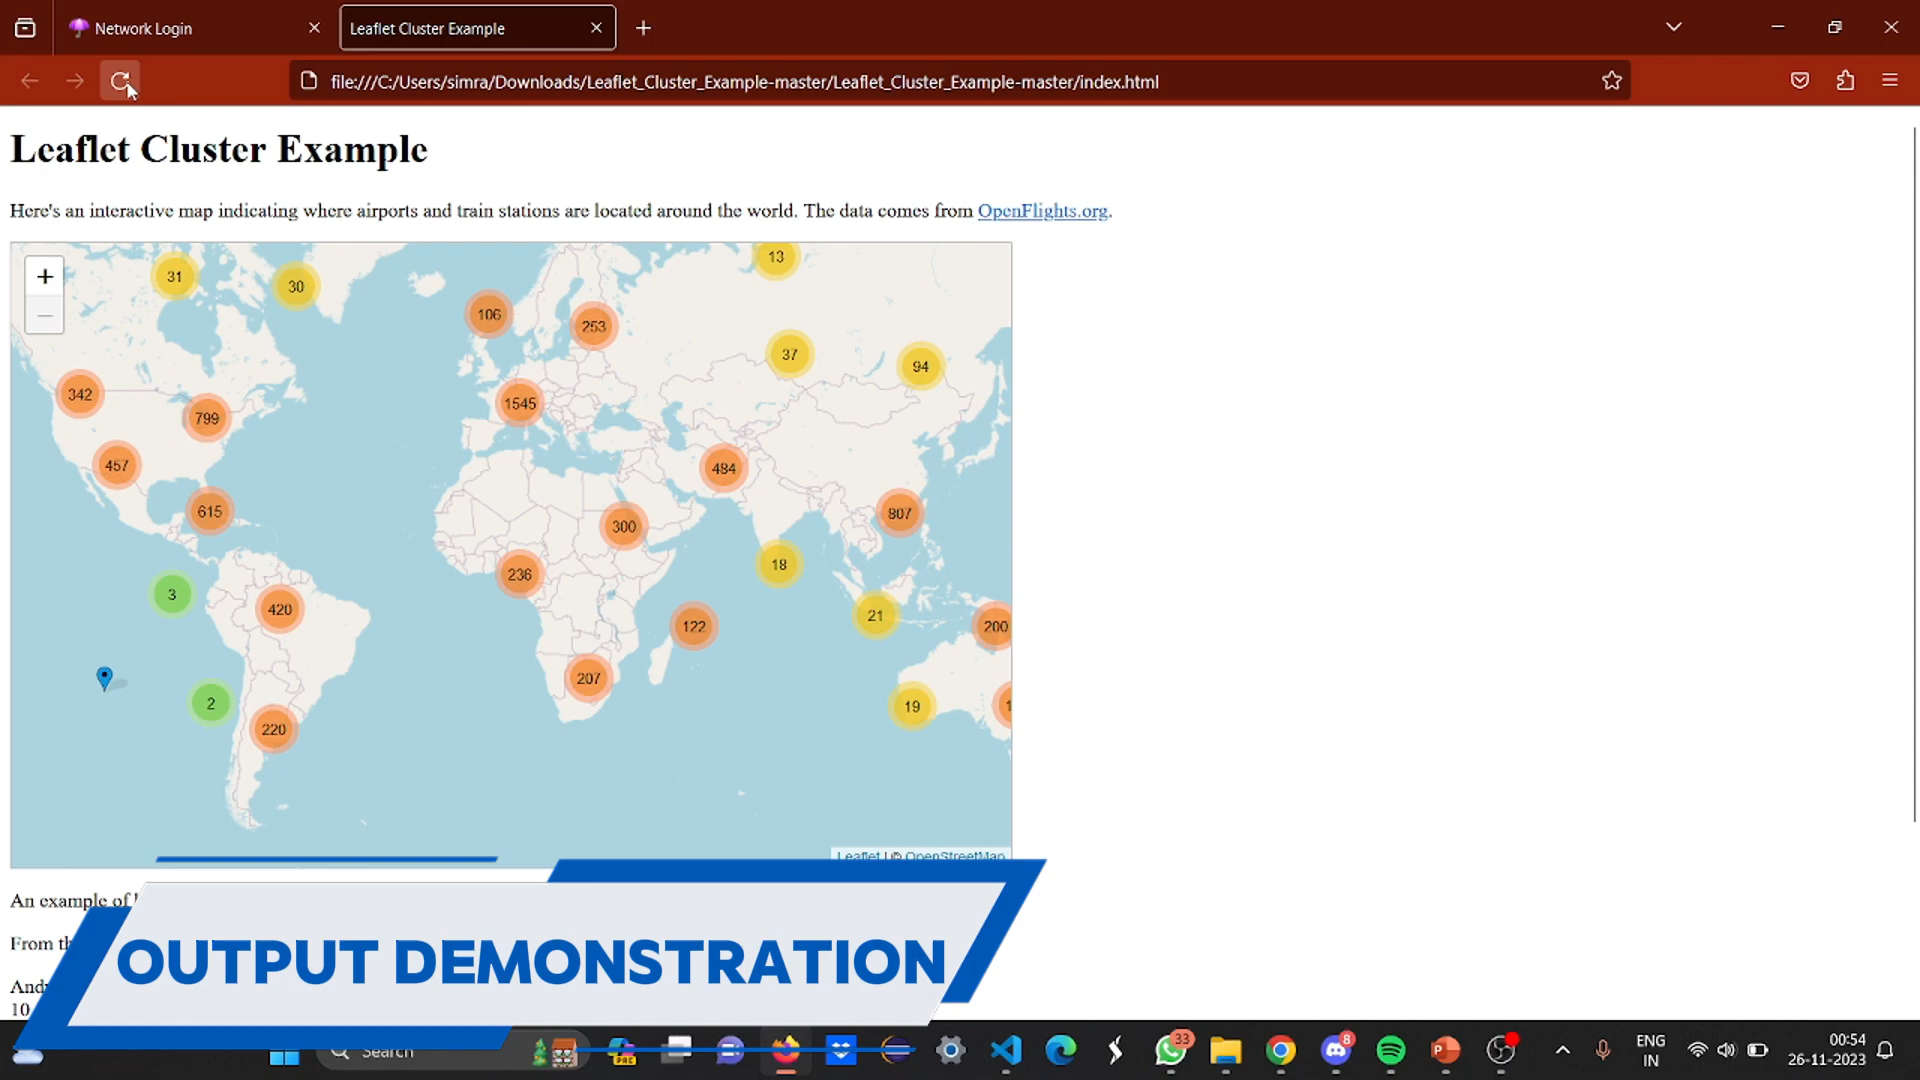 Network Login
Leaflet Cluster Example
file:///C:/Users/simra/Downloads/Leaflet_Cluster_Example-master/Leaflet_Cluster_Example-master/index.html
Leaflet Cluster Example
Here's an interactive map indicating where airports and train stations are located around the world. The data comes from OpenFlights.org.
+
−
31
30
13
106
253
37
94
342
799
1545
457
484
615
807
300
236
18
3
420
21
122
200
207
2
19
220
Leaflet | © OpenStreetMap
An example of
From
OUTPUT DEMONSTRATION
10
Search
PRE
33
8
ENG
IN
00:54
26-11-2023